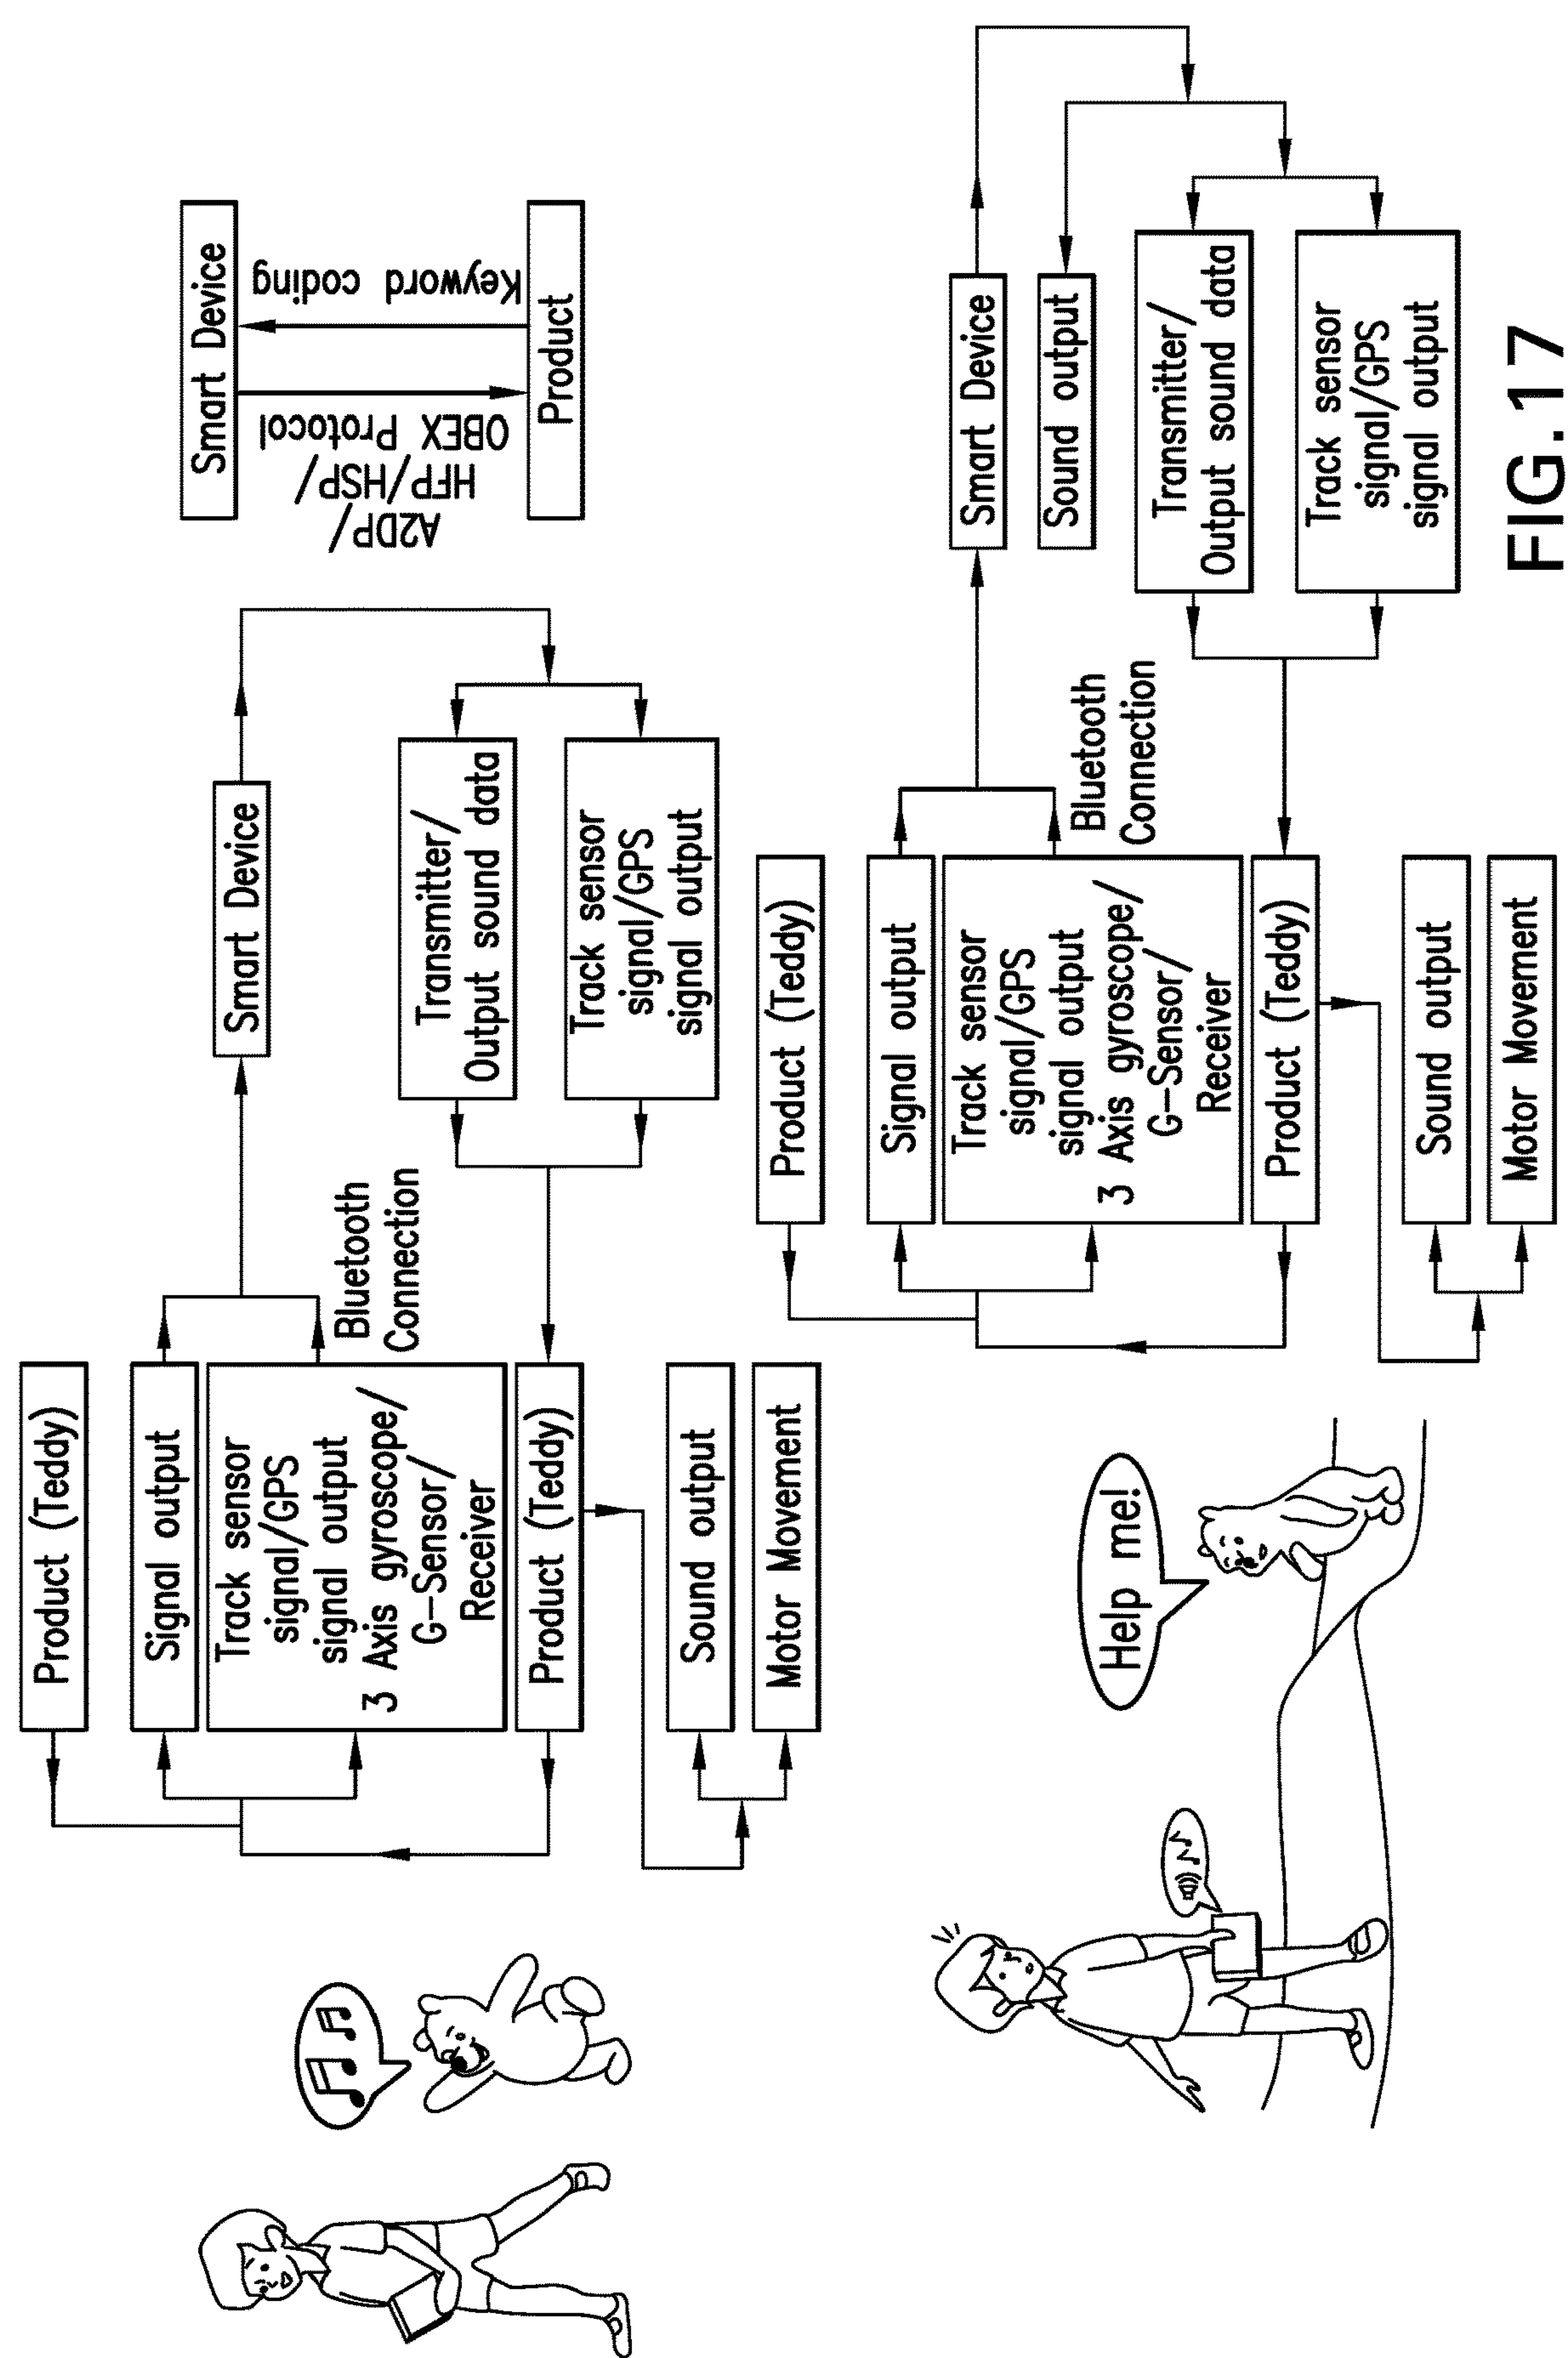 Product (Teddy)
Signal output
Track sensor
signal/GPS
signal output
3 Axis gyroscope/
G-Sensor/
Receiver
Product (Teddy)
Sound output
Motor Movement
Bluetooth
Connection
Smart Device
Transmitter/
Output sound data
Track sensor
signal/GPS
signal output
Smart Device
A2DP/
HFP/HSP/
OBEX Protocol
Keyword coding
Product
Help me!
Product (Teddy)
Signal output
Track sensor
signal/GPS
signal output
3 Axis gyroscope/
G-Sensor/
Receiver
Product (Teddy)
Sound output
Motor Movement
Bluetooth
Connection
Smart Device
Sound output
Transmitter/
Output sound data
Track sensor
signal/GPS
signal output
FIG.17